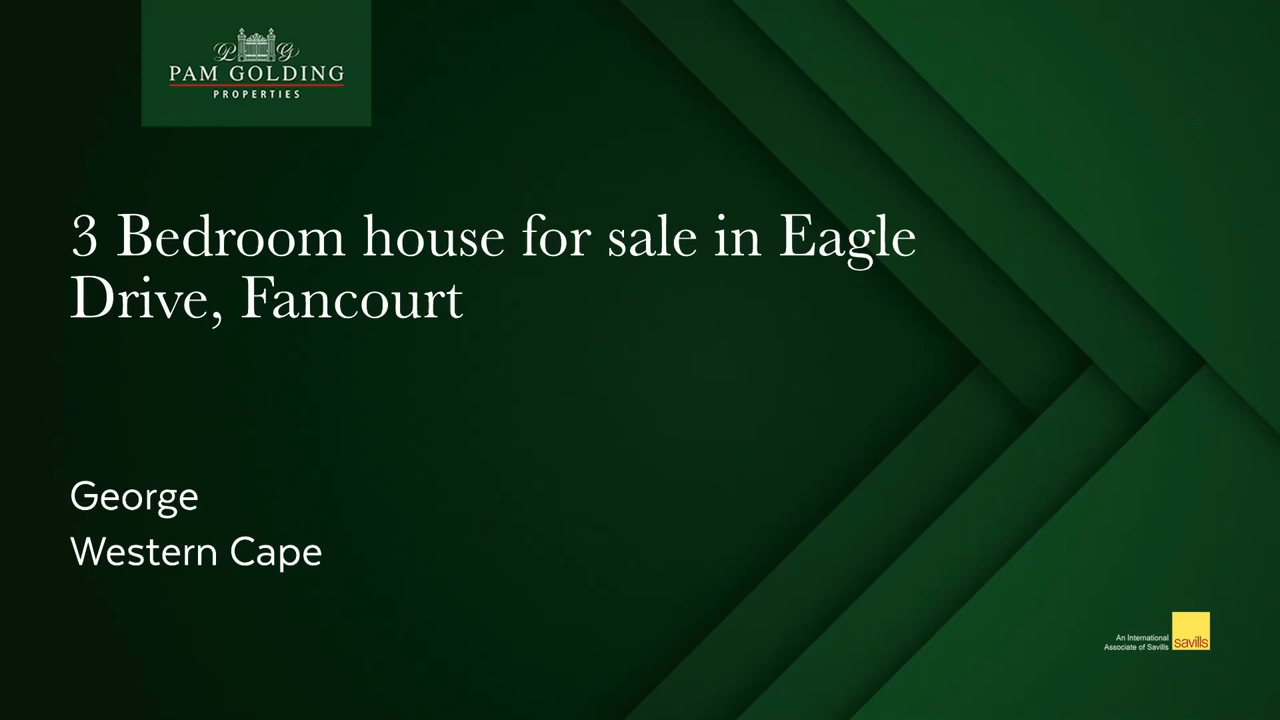 P G
PAM GOLDING
PROPERTIES
3 Bedroom house for sale in Eagle
Drive, Fancourt
George
Western Cape
An International
Associate of Savills
savills